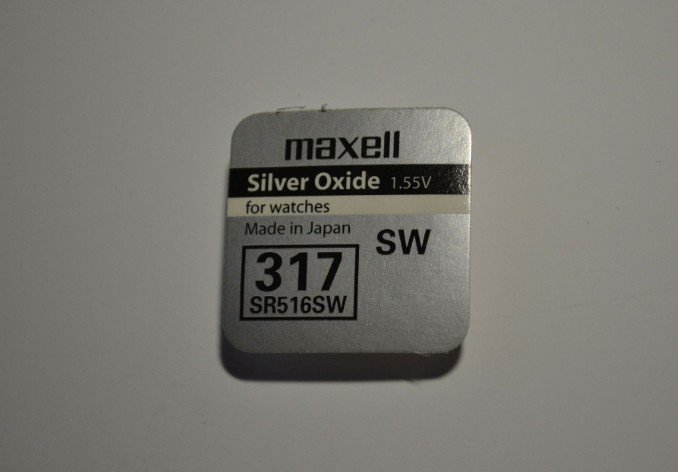 maxell
Silver Oxide 1.55V
for watches
Made in Japan
SW
317
SR516SW